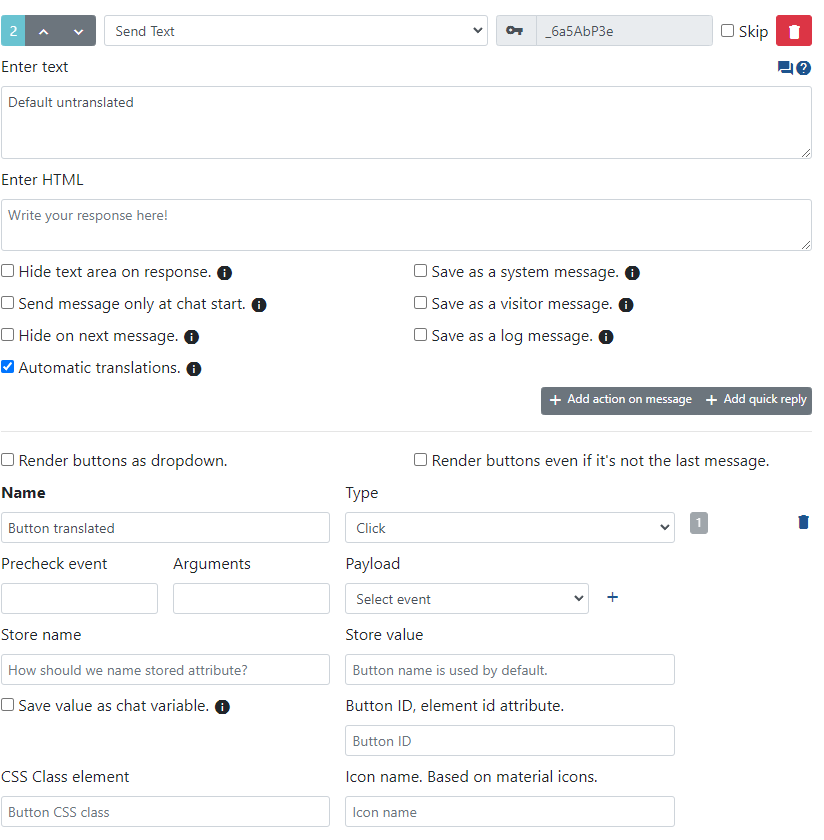 2 Send Text _6a5AbP3e Skip
Enter text
Default untranslated
Enter HTML
Write your response here!
Hide text area on response. Save as a system message.
Send message only at chat start. Save as a visitor message.
Hide on next message. Save as a log message.
Automatic translations.
+ Add action on message + Add quick reply
Render buttons as dropdown. Render buttons even if it's not the last message.
Name Type
Button translated Click 1
Precheck event Arguments Payload
Select event +
Store name Store value
How should we name stored attribute? Button name is used by default.
Save value as chat variable. Button ID, element id attribute.
Button ID
CSS Class element Icon name. Based on material icons.
Button CSS class Icon name